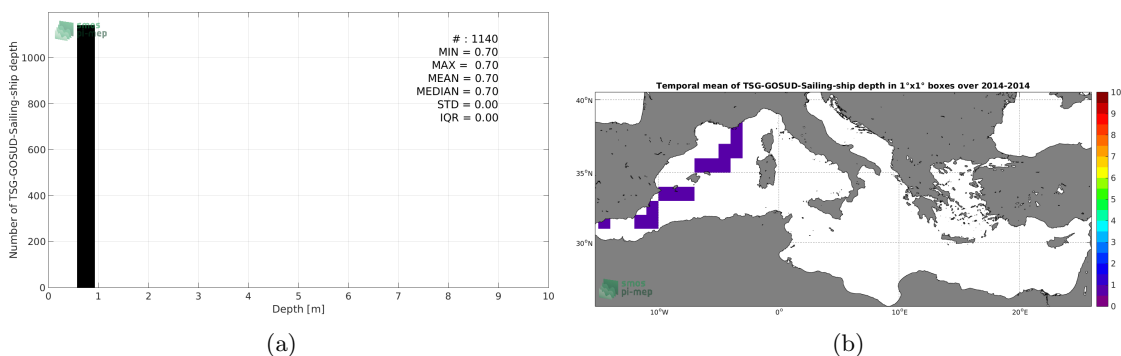 smos
pi-mep
# : 1140
MIN = 0.70
MAX = 0.70
MEAN = 0.70
MEDIAN = 0.70
STD = 0.00
IQR = 0.00
Number of TSG-GOSUD-Sailing-ship depth
1000
800
600
400
200
0
0 1 2 3 4 5 6 7 8 9 10
Depth [m]
(a)
Temporal mean of TSG-GOSUD-Sailing-ship depth in 1°x1° boxes over 2014-2014
40°N
35°N
30°N
10°W 0° 10°E 20°E
10
9
8
7
6
5
4
3
2
1
0
smos
pi-mep
(b)